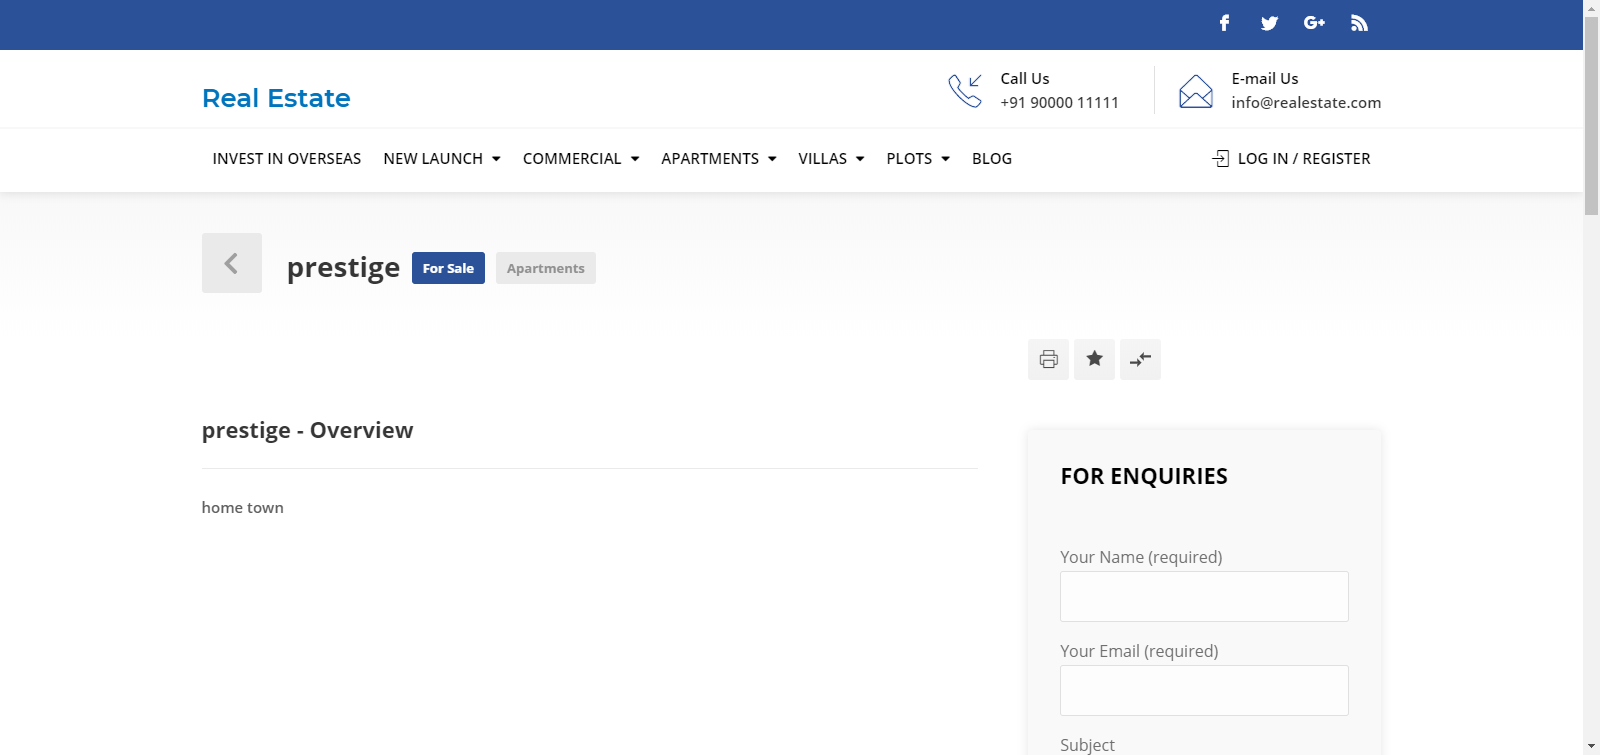 Real Estate
Call Us
+91 90000 11111
E-mail Us
info@realestate.com
INVEST IN OVERSEAS NEW LAUNCH COMMERCIAL APARTMENTS VILLAS PLOTS BLOG LOG IN / REGISTER
prestige For Sale Apartments
prestige - Overview
home town
FOR ENQUIRIES
Your Name (required)
Your Email (required)
Subject